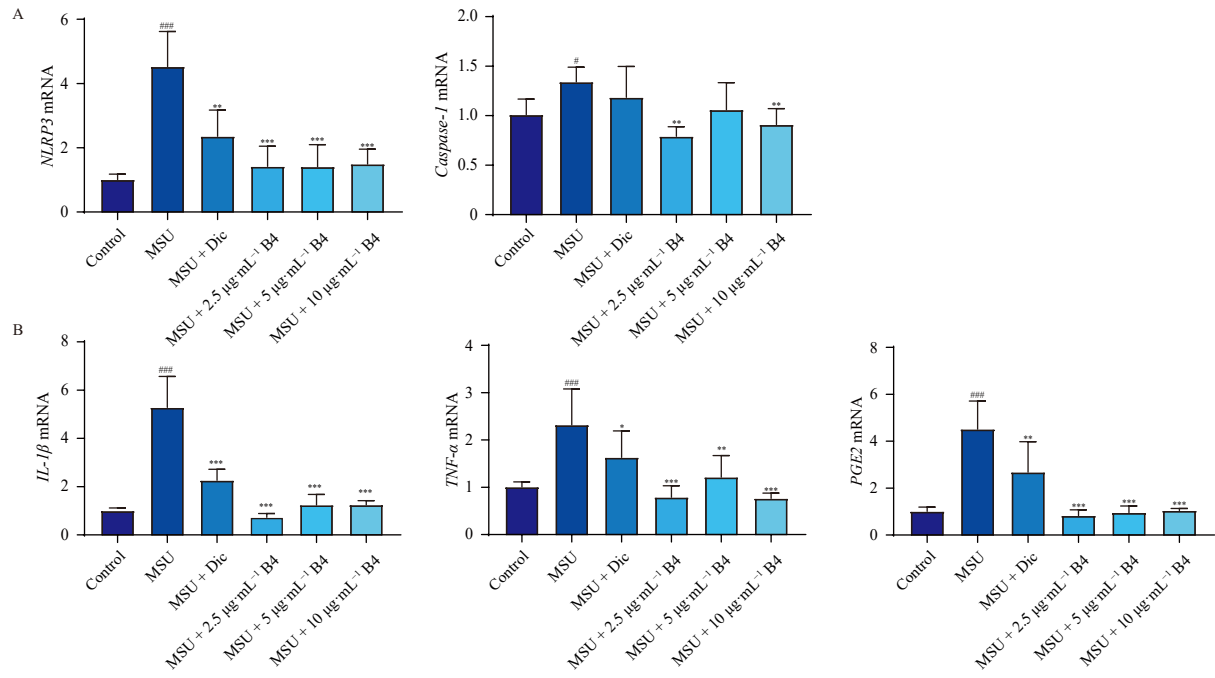 A
NLRP3 mRNA
6
4
2
0
###
**
***
***
***
Control
MSU
MSU + Dic
MSU + 2.5 μg·mL⁻¹ B4
MSU + 5 μg·mL⁻¹ B4
MSU + 10 μg·mL⁻¹ B4
Caspase-1 mRNA
2.0
1.5
1.0
0.5
0
#
**
**
Control
MSU
MSU + Dic
MSU + 2.5 μg·mL⁻¹ B4
MSU + 5 μg·mL⁻¹ B4
MSU + 10 μg·mL⁻¹ B4
B
IL-1β mRNA
8
6
4
2
0
###
***
***
***
***
Control
MSU
MSU + Dic
MSU + 2.5 μg·mL⁻¹ B4
MSU + 5 μg·mL⁻¹ B4
MSU + 10 μg·mL⁻¹ B4
TNF-α mRNA
4
3
2
1
0
###
*
***
**
***
Control
MSU
MSU + Dic
MSU + 2.5 μg·mL⁻¹ B4
MSU + 5 μg·mL⁻¹ B4
MSU + 10 μg·mL⁻¹ B4
PGE2 mRNA
8
6
4
2
0
###
**
***
***
***
Control
MSU
MSU + Dic
MSU + 2.5 μg·mL⁻¹ B4
MSU + 5 μg·mL⁻¹ B4
MSU + 10 μg·mL⁻¹ B4